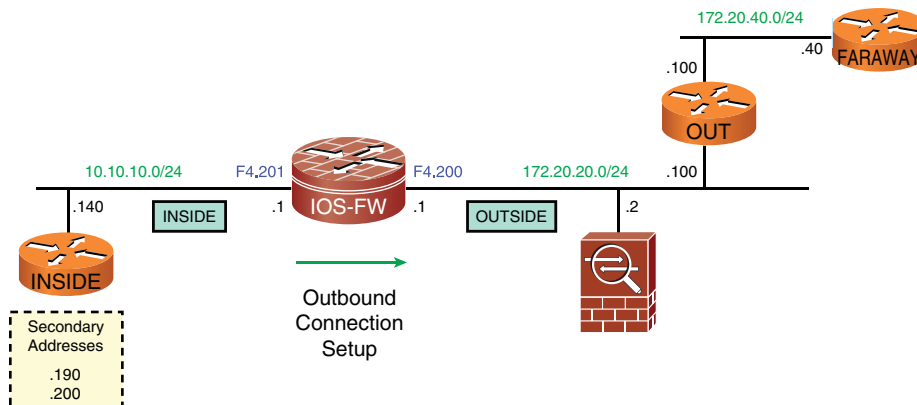 172.20.40.0/24
.40
FARAWAY
.100
OUT
10.10.10.0/24
F4.201
F4.200
172.20.20.0/24
.100
.140
INSIDE
.1
IOS-FW
.1
OUTSIDE
.2
INSIDE
Outbound
Connection
Setup
Secondary
Addresses
.190
.200